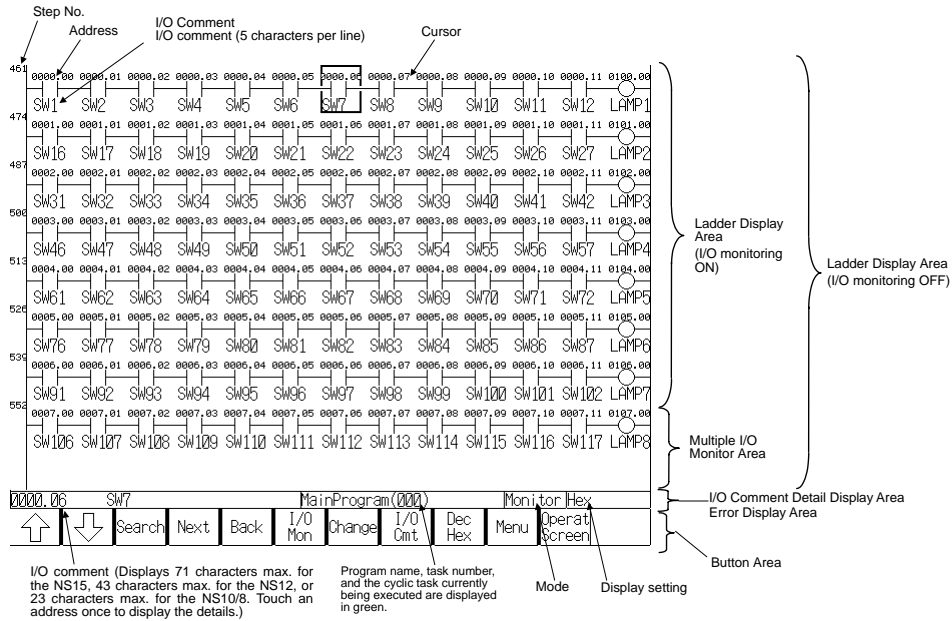 Step No.
Address
I/O Comment
I/O comment (5 characters per line)
Cursor
461
0000.00 0000.01 0000.02 0000.03 0000.04 0000.05 0000.06 0000.07 0000.08 0000.09 0000.10 0000.11 0100.00
SW1 SW2 SW3 SW4 SW5 SW6 SW7 SW8 SW9 SW10 SW11 SW12 LAMP1
474
0001.00 0001.01 0001.02 0001.03 0001.04 0001.05 0001.06 0001.07 0001.08 0001.09 0001.10 0001.11 0101.00
SW16 SW17 SW18 SW19 SW20 SW21 SW22 SW23 SW24 SW25 SW26 SW27 LAMP2
487
0002.00 0002.01 0002.02 0002.03 0002.04 0002.05 0002.06 0002.07 0002.08 0002.09 0002.10 0002.11 0102.00
SW31 SW32 SW33 SW34 SW35 SW36 SW37 SW38 SW39 SW40 SW41 SW42 LAMP3
500
0003.00 0003.01 0003.02 0003.03 0003.04 0003.05 0003.06 0003.07 0003.08 0003.09 0003.10 0003.11 0103.00
SW46 SW47 SW48 SW49 SW50 SW51 SW52 SW53 SW54 SW55 SW56 SW57 LAMP4
513
0004.00 0004.01 0004.02 0004.03 0004.04 0004.05 0004.06 0004.07 0004.08 0004.09 0004.10 0004.11 0104.00
SW61 SW62 SW63 SW64 SW65 SW66 SW67 SW68 SW69 SW70 SW71 SW72 LAMP5
526
0005.00 0005.01 0005.02 0005.03 0005.04 0005.05 0005.06 0005.07 0005.08 0005.09 0005.10 0005.11 0105.00
SW76 SW77 SW78 SW79 SW80 SW81 SW82 SW83 SW84 SW85 SW86 SW87 LAMP6
539
0006.00 0006.01 0006.02 0006.03 0006.04 0006.05 0006.06 0006.07 0006.08 0006.09 0006.10 0006.11 0106.00
SW91 SW92 SW93 SW94 SW95 SW96 SW97 SW98 SW99 SW100 SW101 SW102 LAMP7
552
0007.00 0007.01 0007.02 0007.03 0007.04 0007.05 0007.06 0007.07 0007.08 0007.09 0007.10 0007.11 0107.00
SW106 SW107 SW108 SW109 SW110 SW111 SW112 SW113 SW114 SW115 SW116 SW117 LAMP8
Ladder Display
Area
(I/O monitoring
ON)
Ladder Display Area
(I/O monitoring OFF)
Multiple I/O
Monitor Area
0000.06 SW7 MainProgram(000) Monitor Hex
I/O Comment Detail Display Area
Error Display Area
Search Next Back I/O Mon Change I/O Cmt Dec Hex Menu Operat Screen
Button Area
I/O comment (Displays 71 characters max. for
the NS15, 43 characters max. for the NS12, or
23 characters max. for the NS10/8. Touch an
address once to display the details.)
Program name, task number,
and the cyclic task currently
being executed are displayed
in green.
Mode
Display setting